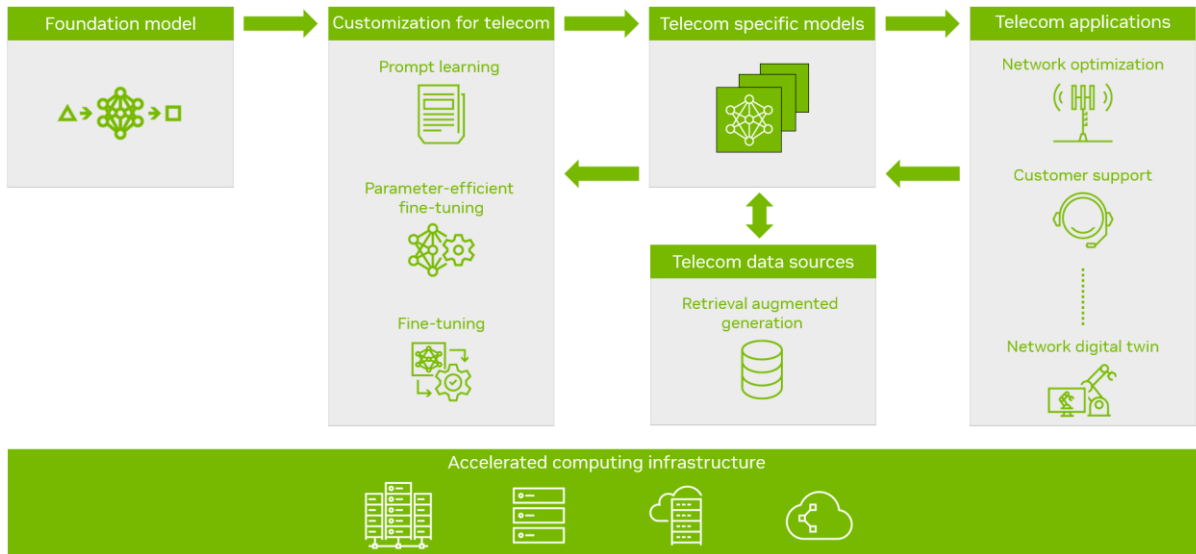 Foundation model
Customization for telecom
Prompt learning
Parameter-efficient
fine-tuning
Fine-tuning
Telecom specific models
Telecom data sources
Retrieval augmented
generation
Telecom applications
Network optimization
Customer support
Network digital twin
Accelerated computing infrastructure